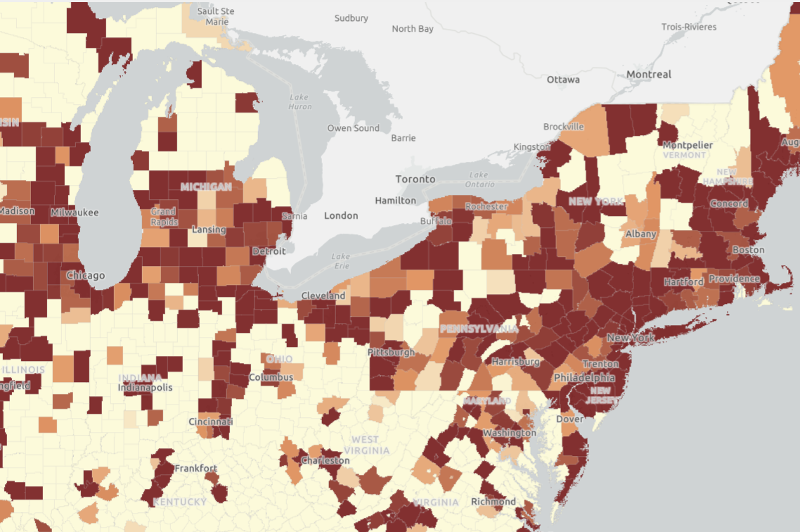 Sault Ste
Marie
Sudbury
North Bay
Trois-Rivieres
Ottawa
Montreal
Lake
Huron
Owen Sound
Barrie
Brockville
Kingston
Montpelier
VERMONT
Toronto
Lake
Ontario
Hamilton
MICHIGAN
NEW
HAMPSHIRE
Madison
Milwaukee
Grand
Rapids
Lansing
Sarnia
London
Buffalo
Rochester
NEW YORK
Albany
Concord
Boston
Detroit
Lake
Erie
Chicago
Cleveland
Hartford
Providence
PENNSYLVANIA
New York
Pittsburgh
Harrisburg
Trenton
Philadelphia
NEW
JERSEY
ILLINOIS
INDIANA
Indianapolis
OHIO
Columbus
MARYLAND
Dover
Washington
Cincinnati
WEST
VIRGINIA
Charleston
Frankfort
KENTUCKY
VIRGINIA
Richmond